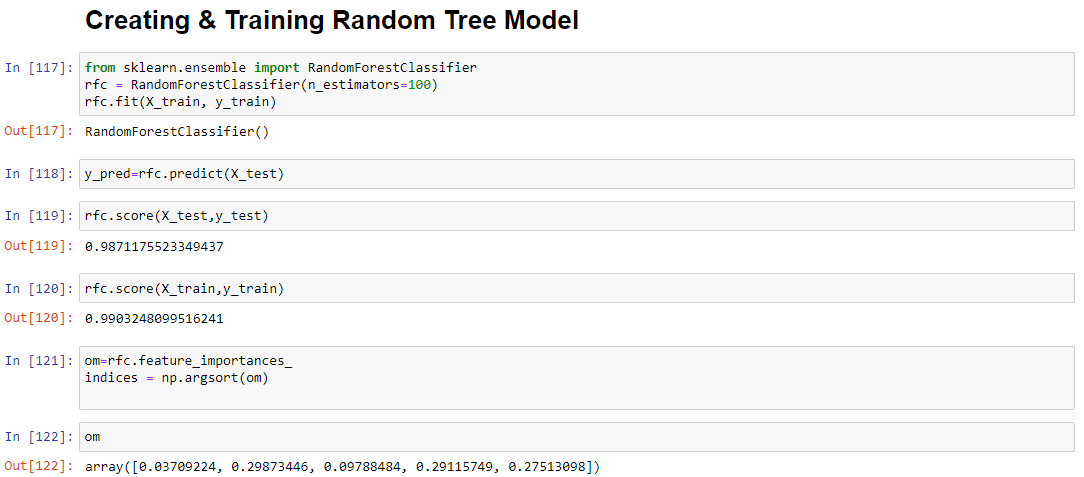 Creating & Training Random Tree Model
In [117]: from sklearn.ensemble import RandomForestClassifier
rfc = RandomForestClassifier(n_estimators=100)
rfc.fit(X_train, y_train)
Out[117]: RandomForestClassifier()
In [118]: y_pred=rfc.predict(X_test)
In [119]: rfc.score(X_test,y_test)
Out[119]: 0.9871175523349437
In [120]: rfc.score(X_train,y_train)
Out[120]: 0.9903248099516241
In [121]: om=rfc.feature_importances_
indices = np.argsort(om)
In [122]: om
Out[122]: array([0.03709224, 0.29873446, 0.09788484, 0.29115749, 0.27513098])